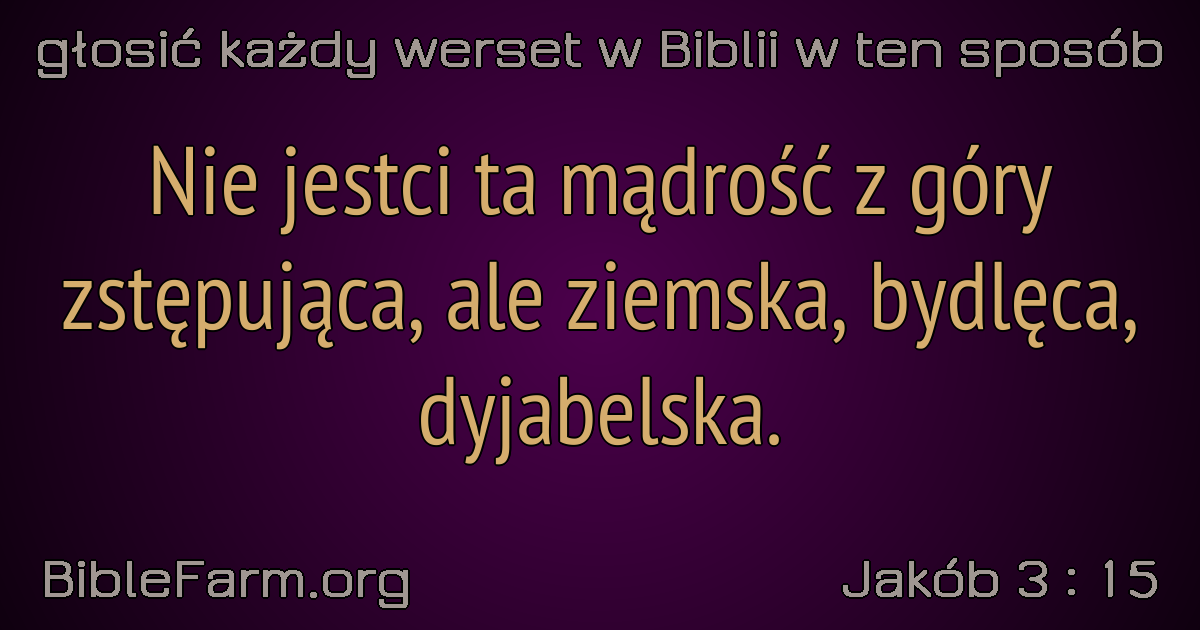 głosić każdy werset w Biblii w ten sposób
Nie jestci ta mądrość z góry
zstępująca, ale ziemska, bydlęca,
dyjabelska.
BibleFarm.org
Jakób 3 : 15